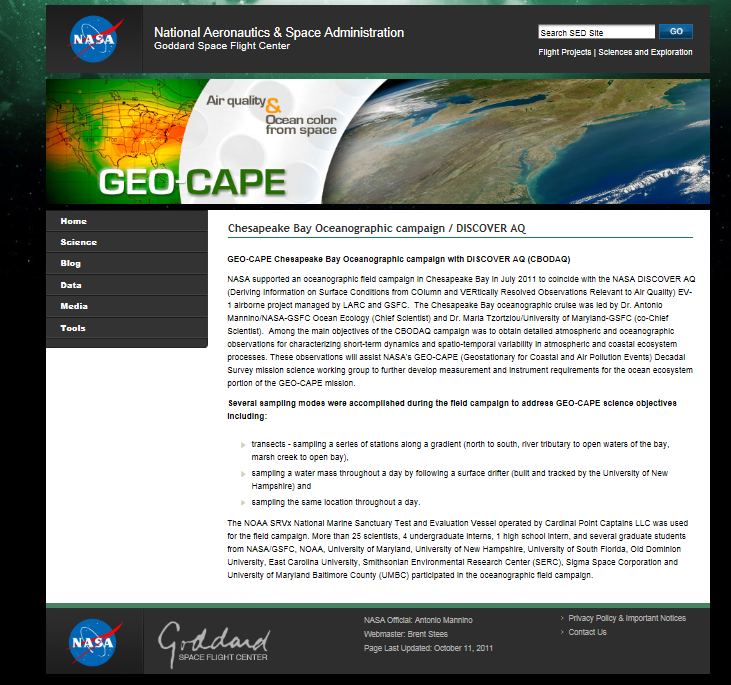 NASA
National Aeronautics & Space Administration
Goddard Space Flight Center
Search SED Site
GO
Flight Projects | Sciences and Exploration
Air quality
&
Ocean color
from space
GEO-CAPE
Home
Science
Blog
Data
Media
Tools
Chesapeake Bay Oceanographic campaign / DISCOVER AQ
GEO-CAPE Chesapeake Bay Oceanographic campaign with DISCOVER AQ (CBODAQ)
NASA supported an oceanographic field campaign in Chesapeake Bay in July 2011 to coincide with the NASA DISCOVER AQ
(Deriving Information on Surface Conditions from COlumn and VERtically Resolved Observations Relevant to Air Quality) EV-
1 airborne project managed by LARC and GSFC. The Chesapeake Bay oceanographic cruise was led by Dr. Antonio
Mannino/NASA-GSFC Ocean Ecology (Chief Scientist) and Dr. Maria Tzortziou/University of Maryland-GSFC (co-Chief
Scientist). Among the main objectives of the CBODAQ campaign was to obtain detailed atmospheric and oceanographic
observations for characterizing short-term dynamics and spatio-temporal variability in atmospheric and coastal ecosystem
processes. These observations will assist NASA's GEO-CAPE (Geostationary for Coastal and Air Pollution Events) Decadal
Survey mission science working group to further develop measurement and instrument requirements for the ocean ecosystem
portion of the GEO-CAPE mission.
Several sampling modes were accomplished during the field campaign to address GEO-CAPE science objectives
including:
transects - sampling a series of stations along a gradient (north to south, river tributary to open waters of the bay,
marsh creek to open bay),
sampling a water mass throughout a day by following a surface drifter (built and tracked by the University of New
Hampshire) and
sampling the same location throughout a day.
The NOAA SRVx National Marine Sanctuary Test and Evaluation Vessel operated by Cardinal Point Captains LLC was used
for the field campaign. More than 25 scientists, 4 undergraduate interns, 1 high school intern, and several graduate students
from NASA/GSFC, NOAA, University of Maryland, University of New Hampshire, University of South Florida, Old Dominion
University, East Carolina University, Smithsonian Environmental Research Center (SERC), Sigma Space Corporation and
University of Maryland Baltimore County (UMBC) participated in the oceanographic field campaign.
NASA
Goddard
SPACE FLIGHT CENTER
NASA Official: Antonio Mannino
Webmaster: Brent Stees
Page Last Updated: October 11, 2011
Privacy Policy & Important Notices
Contact Us